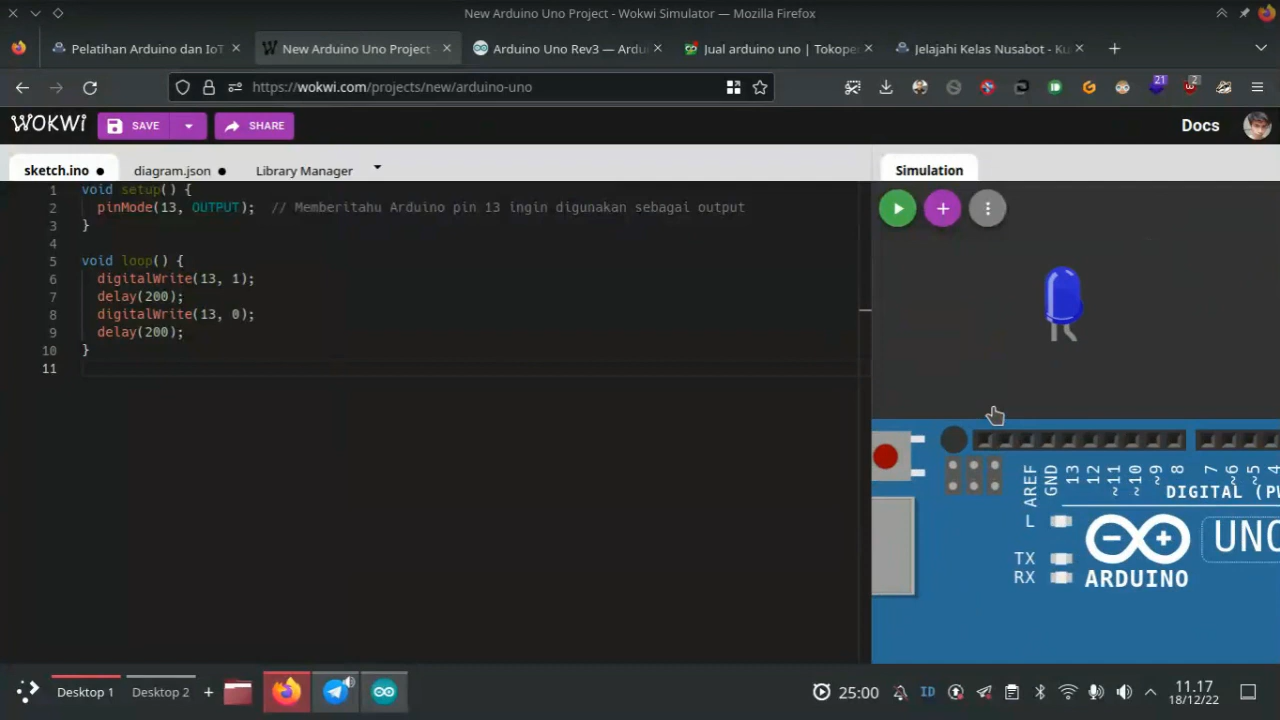 New Arduino Uno Project - Wokwi Simulator — Mozilla Firefox
Pelatihan Arduino dan IoT
New Arduino Uno Project -
Arduino Uno Rev3 — Ardu
Jual arduino uno | Tokope
Jelajahi Kelas Nusabot - Ku
https://wokwi.com/projects/new/arduino-uno
21
2
WOKWI
SAVE
SHARE
Docs
sketch.ino
diagram.json
Library Manager
Simulation
1 void setup() {
2 pinMode(13, OUTPUT); // Memberitahu Arduino pin 13 ingin digunakan sebagai output
3 }
4
5 void loop() {
6 digitalWrite(13, 1);
7 delay(200);
8 digitalWrite(13, 0);
9 delay(200);
10 }
11
AREF
GND
13
12
~11
~10
~9
8
7
~6
~5
4
DIGITAL (PW
L
TX
RX
UNO
ARDUINO
Desktop 1
Desktop 2
25:00
ID
11.17
18/12/22